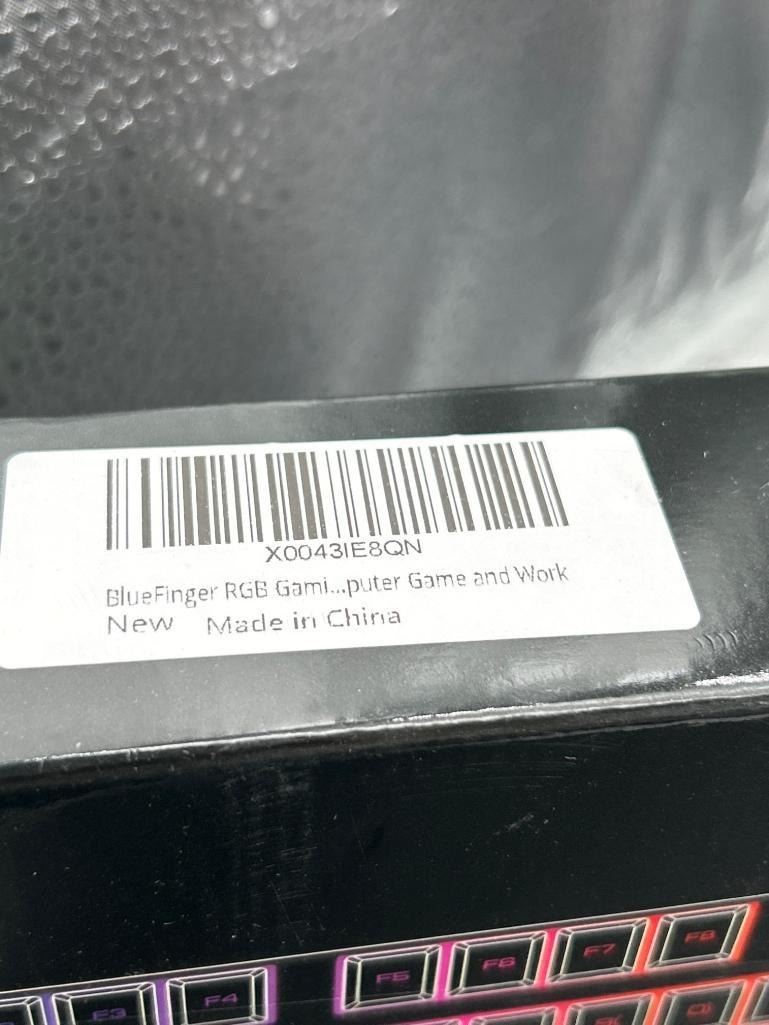 X0043IE8QN
BlueFinger RGB Gami...puter Game and Work
New Made in China
F3 F4 F5 F6 F7 F8